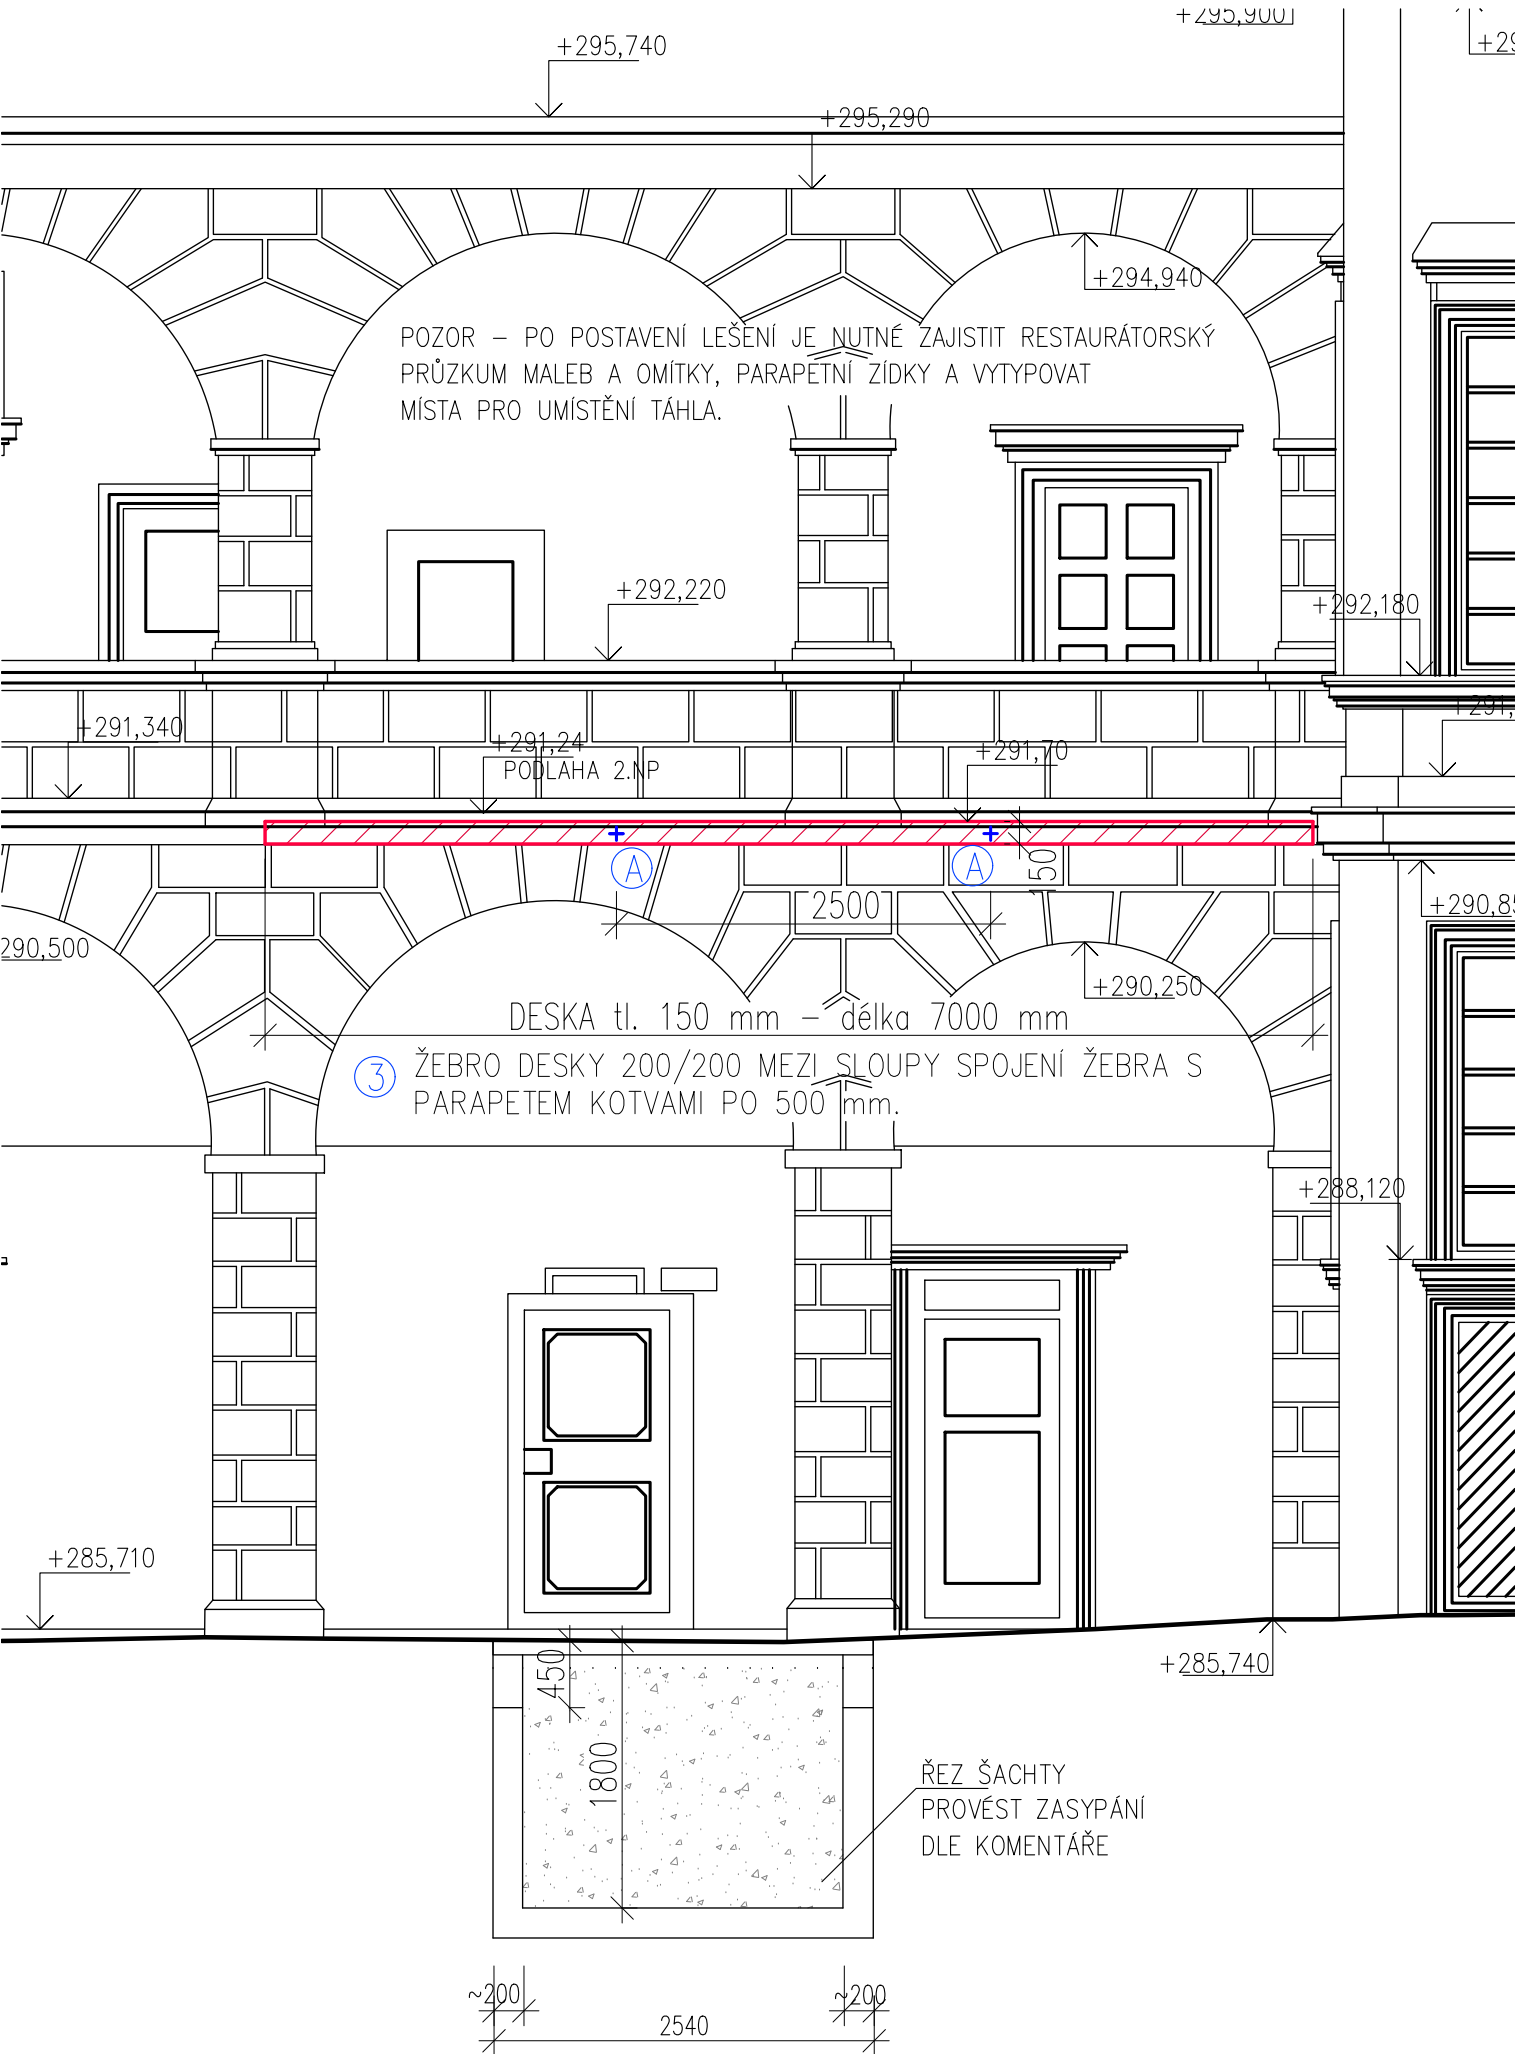 +295,900
+295,740
+295,290
+294,940
POZOR – PO POSTAVENÍ LEŠENÍ JE NUTNÉ ZAJISTIT RESTAURÁTORSKÝ
PRŮZKUM MALEB A OMÍTKY, PARAPETNÍ ZÍDKY A VYTYPOVAT
MÍSTA PRO UMÍSTĚNÍ TÁHLA.
+292,220
+292,180
+291,340
+291,24
PODLAHA 2.NP
+291,70
A
A
150
2500
290,500
+290,250
DESKA tl. 150 mm – délka 7000 mm
3 ŽEBRO DESKY 200/200 MEZI SLOUPY SPOJENÍ ŽEBRA S
PARAPETEM KOTVAMI PO 500 mm.
+288,120
+285,710
+285,740
450
1800
ŘEZ ŠACHTY
PROVÉST ZASYPÁNÍ
DLE KOMENTÁŘE
~200
~200
2540